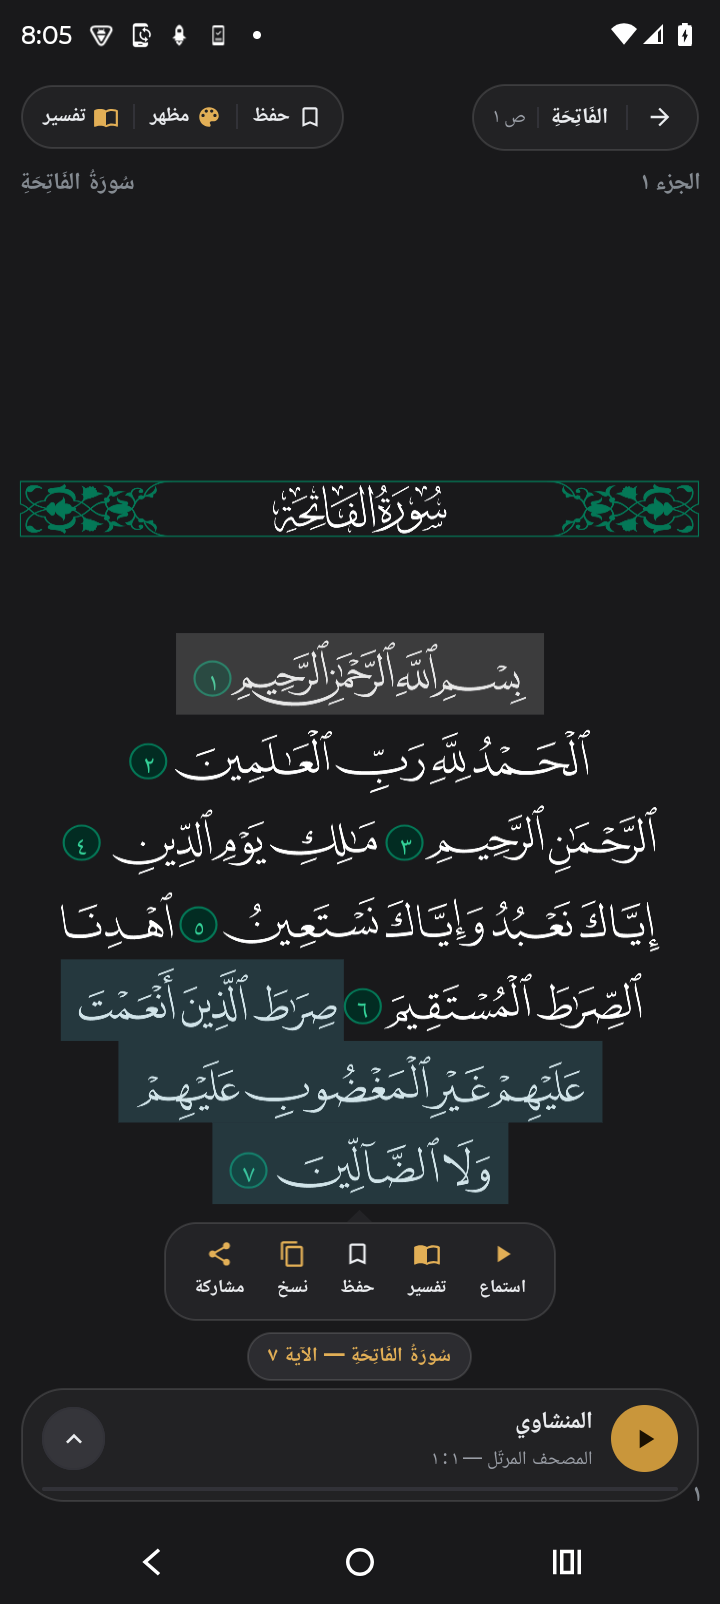 8:05
الفَاتِحَةِ ص ١
حفظ مظهر تفسير
الجزء ١
سُورَةُ الفَاتِحَةِ
سُورَةُ الفَاتِحَةِ
بِسْمِ ٱللَّهِ ٱلرَّحْمَٰنِ ٱلرَّحِيمِ ١
ٱلْحَمْدُ لِلَّهِ رَبِّ ٱلْعَٰلَمِينَ ٢
ٱلرَّحْمَٰنِ ٱلرَّحِيمِ ٣ مَٰلِكِ يَوْمِ ٱلدِّينِ ٤
إِيَّاكَ نَعْبُدُ وَإِيَّاكَ نَسْتَعِينُ ٥ ٱهْدِنَا
ٱلصِّرَٰطَ ٱلْمُسْتَقِيمَ ٦ صِرَٰطَ ٱلَّذِينَ أَنْعَمْتَ
عَلَيْهِمْ غَيْرِ ٱلْمَغْضُوبِ عَلَيْهِمْ
وَلَا ٱلضَّآلِّينَ ٧
استماع تفسير حفظ نسخ مشاركة
سُورَةُ الفَاتِحَةِ — الآية ٧
المنشاوي
المصحف المرتّل — ١:١
١